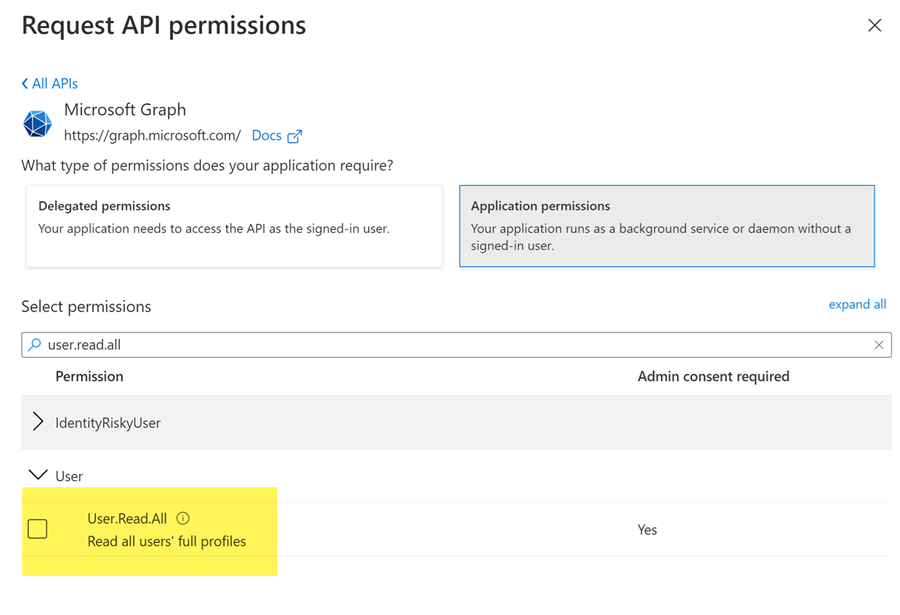 Request API permissions
All APIs
Microsoft Graph
https://graph.microsoft.com/ Docs
What type of permissions does your application require?
Delegated permissions
Your application needs to access the API as the signed-in user.
Application permissions
Your application runs as a background service or daemon without a
signed-in user.
Select permissions
expand all
user.read.all
Permission
Admin consent required
IdentityRiskyUser
User
User.Read.All
Read all users' full profiles
Yes